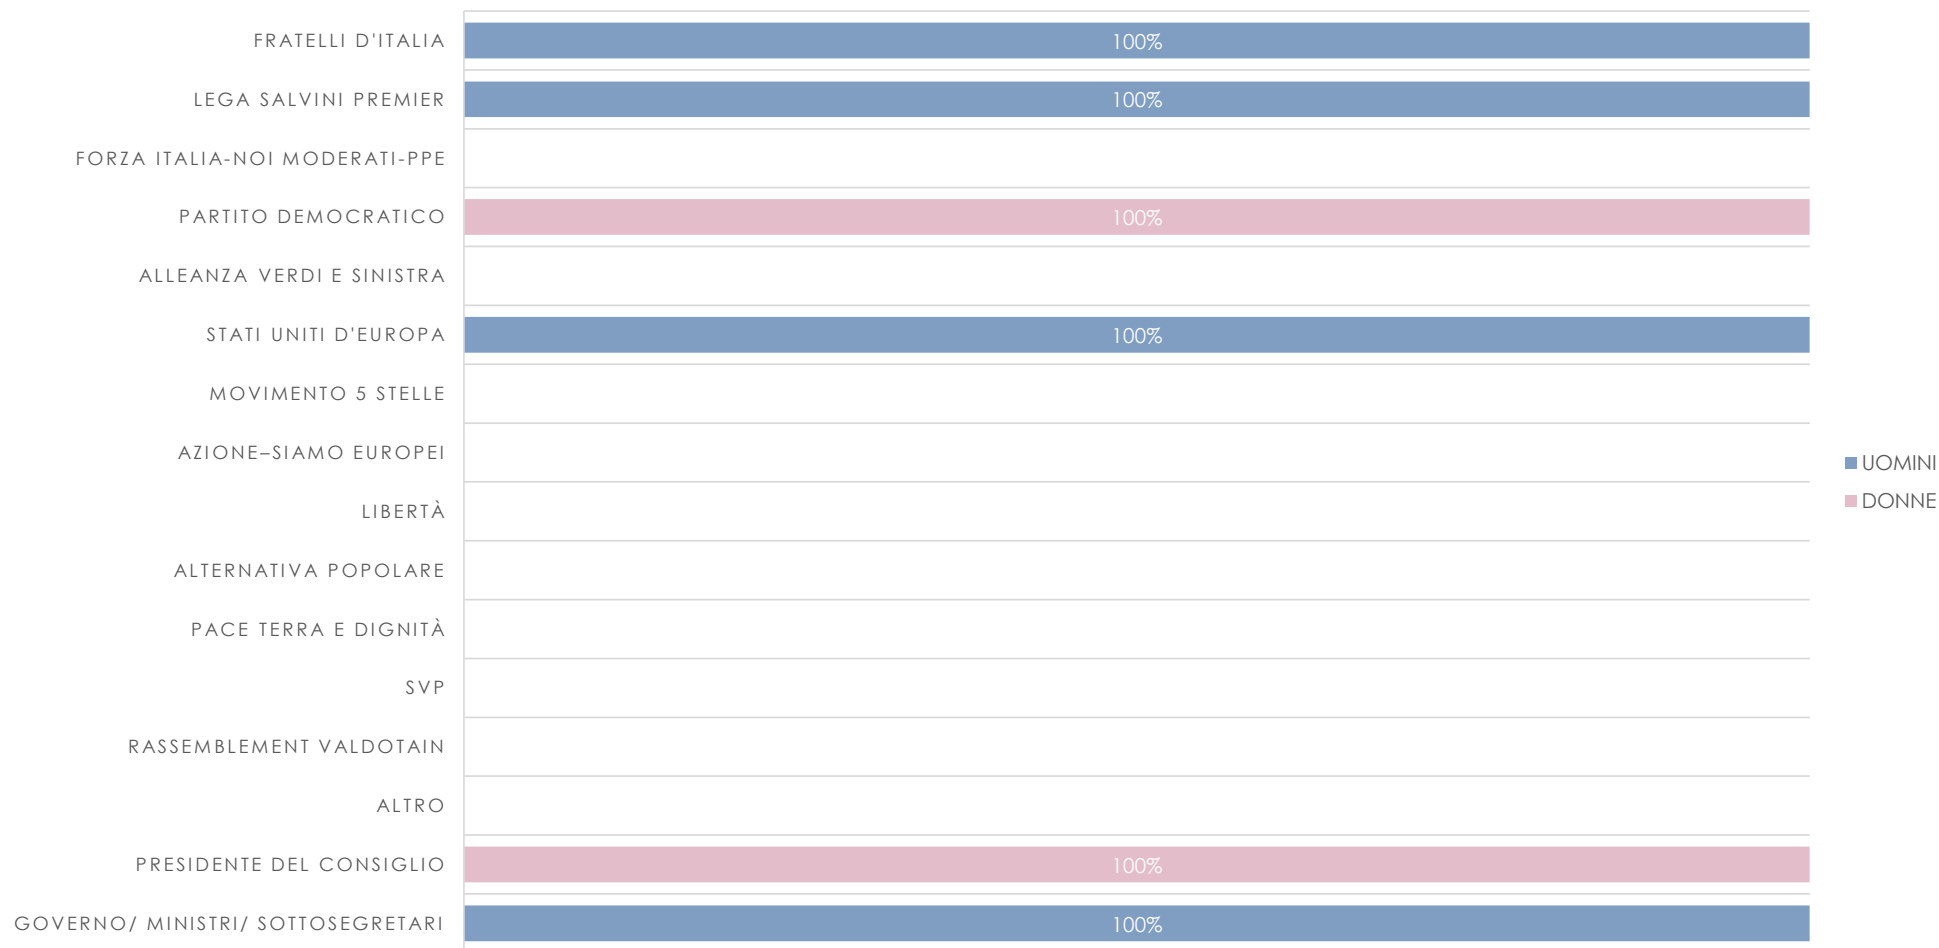 FRATELLI D'ITALIA 100%
LEGA SALVINI PREMIER 100%
FORZA ITALIA-NOI MODERATI-PPE
PARTITO DEMOCRATICO 100%
ALLEANZA VERDI E SINISTRA
STATI UNITI D'EUROPA 100%
MOVIMENTO 5 STELLE
AZIONE–SIAMO EUROPEI
LIBERTÀ
ALTERNATIVA POPOLARE
PACE TERRA E DIGNITÀ
SVP
RASSEMBLEMENT VALDOTAIN
ALTRO
PRESIDENTE DEL CONSIGLIO 100%
GOVERNO/ MINISTRI/ SOTTOSEGRETARI 100%
UOMINI
DONNE